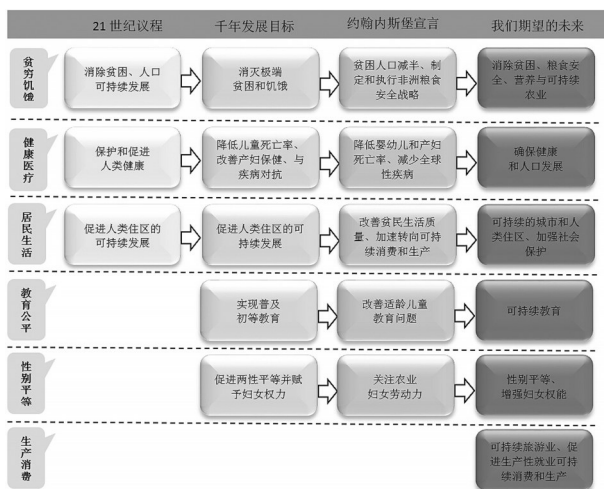 21 世纪议程
千年发展目标
约翰内斯堡宣言
我们期望的未来
贫穷饥饿
消除贫困、人口
可持续发展
消灭极端
贫困和饥饿
贫困人口减半、制
定和执行非洲粮食
安全战略
消除贫困、粮食安
全、营养与可持续
农业
健康医疗
保护和促进
人类健康
降低儿童死亡率、
改善产妇保健、与
疾病对抗
降低婴幼儿和产妇
死亡率、减少全球
性疾病
确保健康
和人口发展
居民生活
促进人类住区的
可持续发展
促进人类住区的可
持续发展
改善贫民生活质
量、加速转向可持
续消费和生产
可持续的城市和人
类住区、加强社会
保护
教育公平
实现普及
初等教育
改善适龄儿童
教育问题
可持续教育
性别平等
促进两性平等并赋
予妇女权力
关注农业
妇女劳动力
性别平等、
增强妇女权能
生产消费
可持续旅游业、促
进生产性就业可持
续消费和生产